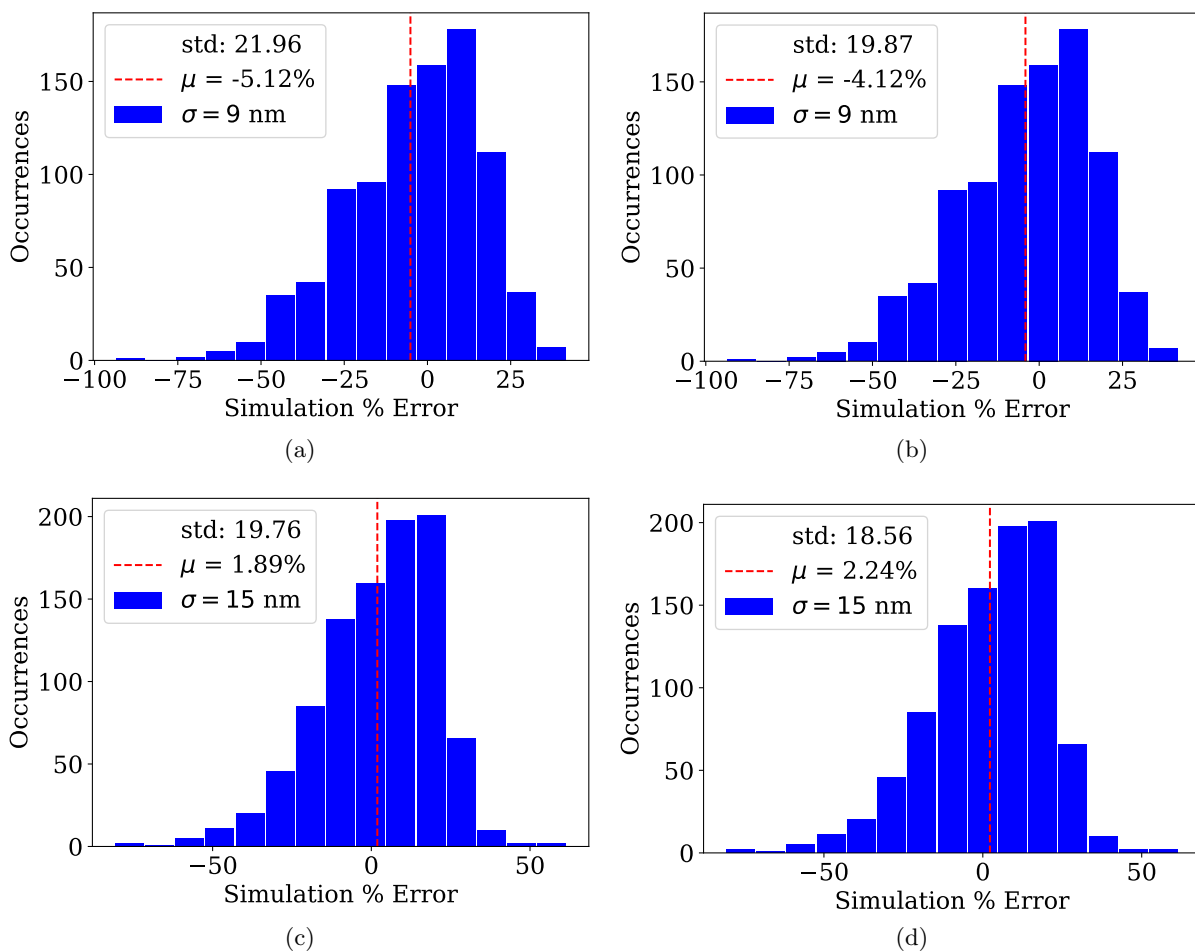 std: 21.96
μ = -5.12%
σ = 9 nm
Occurrences
150
100
50
0
−100
−75
−50
−25
0
25
Simulation % Error
(a)
std: 19.87
μ = -4.12%
σ = 9 nm
Occurrences
150
100
50
0
−100
−75
−50
−25
0
25
Simulation % Error
(b)
std: 19.76
μ = 1.89%
σ = 15 nm
Occurrences
200
150
100
50
0
−50
0
50
Simulation % Error
(c)
std: 18.56
μ = 2.24%
σ = 15 nm
Occurrences
200
150
100
50
0
−50
0
50
Simulation % Error
(d)